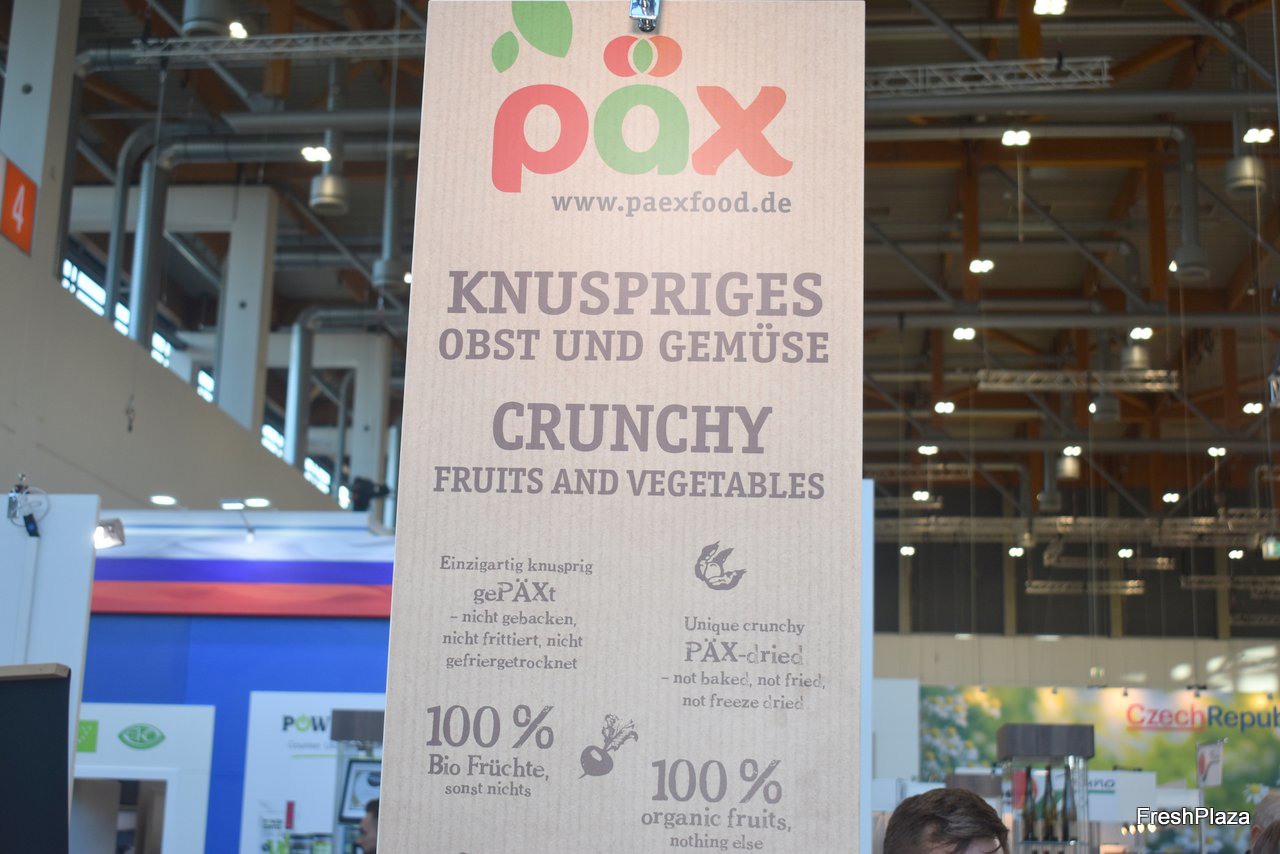 päx
www.paexfood.de
KNUSPRIGES
OBST UND GEMÜSE
CRUNCHY
FRUITS AND VEGETABLES
Einzigartig knusprig
gePÄXt
– nicht gebacken,
nicht frittiert, nicht
gefriergetrocknet
Unique crunchy
PÄX-dried
– not baked, not fried,
not freeze dried
100 %
Bio Früchte,
sonst nichts
100 %
organic fruits,
nothing else
4
CzechRepub
FreshPlaza